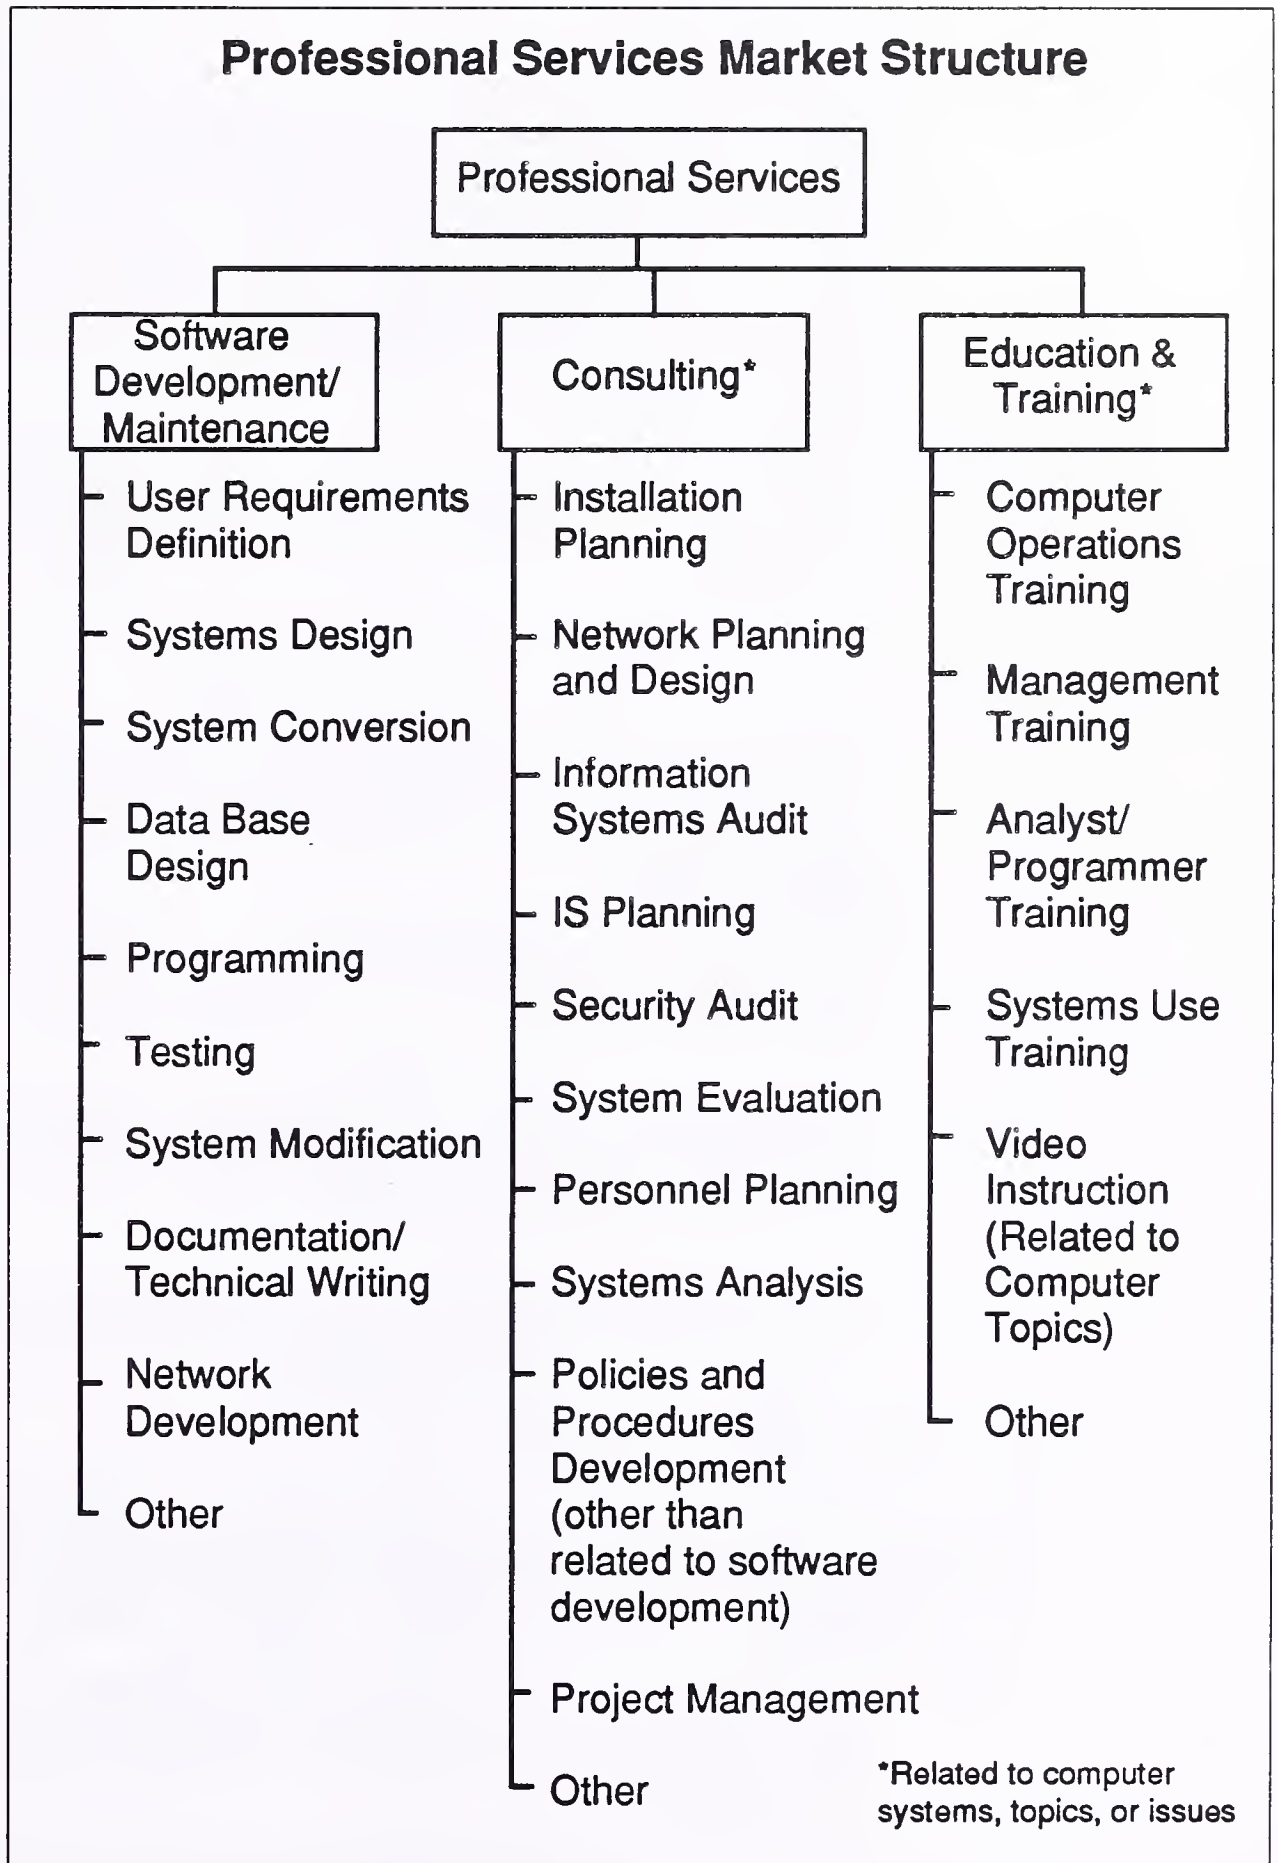 Professional Services Market Structure
Professional Services
Software
Development/
Maintenance
User Requirements
Definition
Systems Design
System Conversion
Data Base
Design
Programming
Testing
System Modification
Documentation/
Technical Writing
Network
Development
Other
Consulting*
Installation
Planning
Network Planning
and Design
Information
Systems Audit
IS Planning
Security Audit
System Evaluation
Personnel Planning
Systems Analysis
Policies and
Procedures
Development
(other than
related to software
development)
Project Management
Other
Education &
Training*
Computer
Operations
Training
Management
Training
Analyst/
Programmer
Training
Systems Use
Training
Video
Instruction
(Related to
Computer
Topics)
Other
*Related to computer
systems, topics, or issues